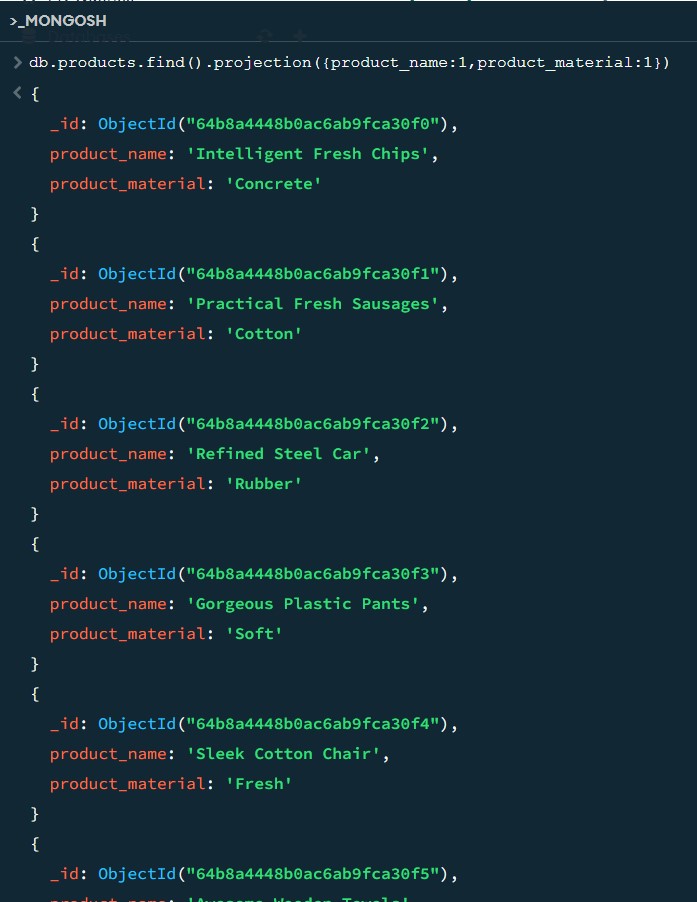 >_MONGOSH
> db.products.find().projection({product_name:1,product_material:1})
< {
_id: ObjectId("64b8a4448b0ac6ab9fca30f0"),
product_name: 'Intelligent Fresh Chips',
product_material: 'Concrete'
}
{
_id: ObjectId("64b8a4448b0ac6ab9fca30f1"),
product_name: 'Practical Fresh Sausages',
product_material: 'Cotton'
}
{
_id: ObjectId("64b8a4448b0ac6ab9fca30f2"),
product_name: 'Refined Steel Car',
product_material: 'Rubber'
}
{
_id: ObjectId("64b8a4448b0ac6ab9fca30f3"),
product_name: 'Gorgeous Plastic Pants',
product_material: 'Soft'
}
{
_id: ObjectId("64b8a4448b0ac6ab9fca30f4"),
product_name: 'Sleek Cotton Chair',
product_material: 'Fresh'
}
{
_id: ObjectId("64b8a4448b0ac6ab9fca30f5"),